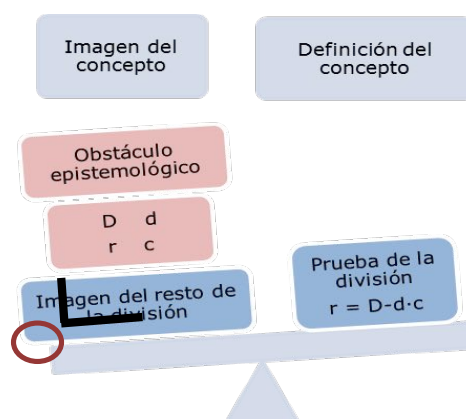 Imagen del
concepto
Definición del
concepto
Obstáculo
epistemológico
D d
r c
Imagen del resto de
la división
Prueba de la
división
r = D-d·c